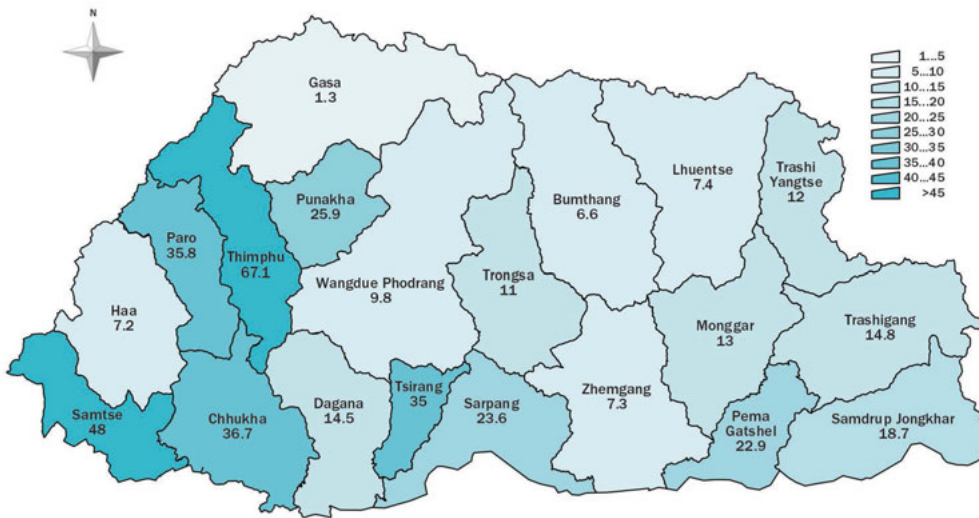 N
Gasa
1.3
1...5
5...10
10...15
15...20
20...25
25...30
30...35
35...40
40...45
>45
Punakha
25.9
Paro
35.8
Thimphu
67.1
Haa
7.2
Wangdue Phodrang
9.8
Trongsa
11
Bumthang
6.6
Lhuentse
7.4
Trashi
Yangtse
12
Monggar
13
Trashigang
14.8
Samtse
48
Chhukha
36.7
Dagana
14.5
Tsirang
35
Sarpang
23.6
Zhemgang
7.3
Pema
Gatshel
22.9
Samdrup Jongkhar
18.7